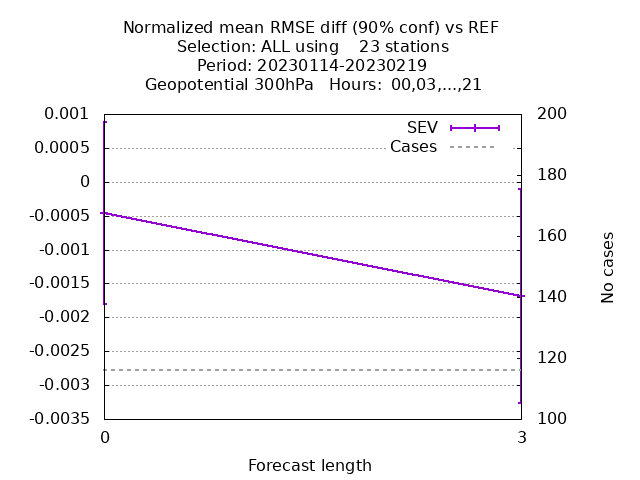 Normalized mean RMSE diff (90% conf) vs REF
Selection: ALL using 23 stations
Period: 20230114-20230219
Geopotential 300hPa Hours: 00,03,...,21
SEV
Cases
0.001
0.0005
0
-0.0005
-0.001
-0.0015
-0.002
-0.0025
-0.003
-0.0035
200
180
160
140
120
100
No cases
0
3
Forecast length